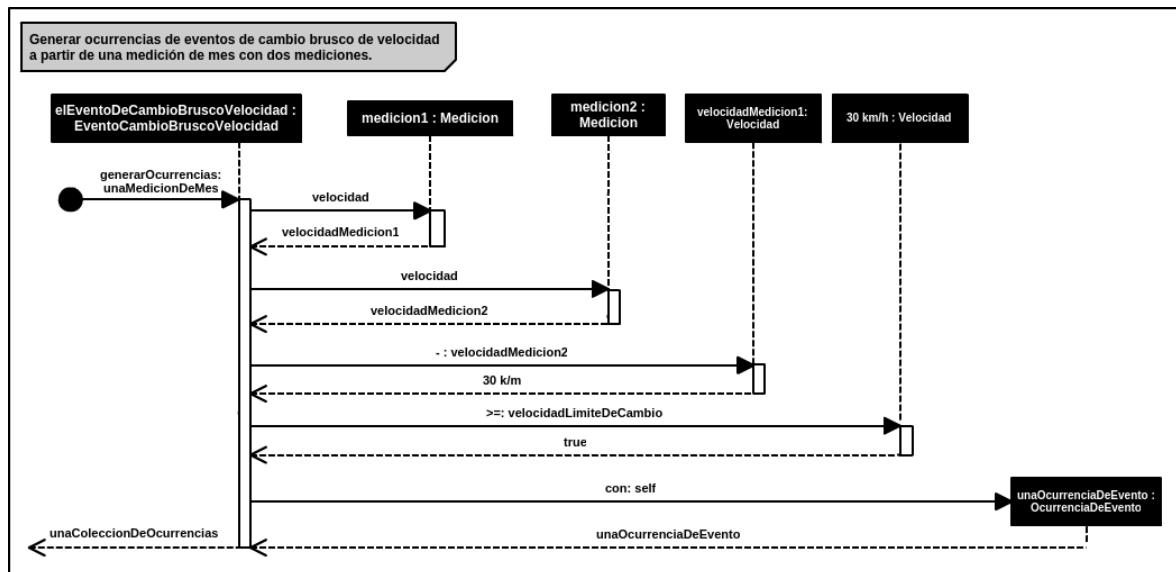 Generar ocurrencias de eventos de cambio brusco de velocidad
a partir de una medición de mes con dos mediciones.
elEventoDeCambioBruscoVelocidad :
EventoCambioBruscoVelocidad
medicion1 : Medicion
medicion2 :
Medicion
velocidadMedicion1:
Velocidad
30 km/h : Velocidad
generarOcurrencias:
unaMedicionDeMes
velocidad
velocidadMedicion1
velocidad
velocidadMedicion2
- : velocidadMedicion2
30 k/m
>=: velocidadLimiteDeCambio
true
con: self
unaOcurrenciaDeEvento :
OcurrenciaDeEvento
unaColeccionDeOcurrencias
unaOcurrenciaDeEvento